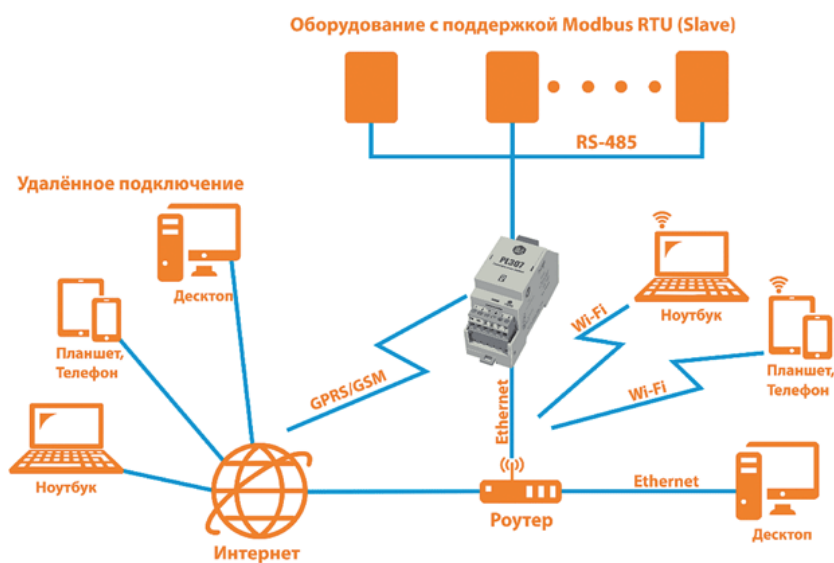 Оборудование с поддержкой Modbus RTU (Slave)
RS-485
Удалённое подключение
Десктоп
PL307
Ноутбук
Планшет,
Телефон
Wi-Fi
Планшет,
Телефон
GPRS/GSM
Wi-Fi
Ethernet
Ноутбук
Ethernet
Роутер
Десктоп
Интернет